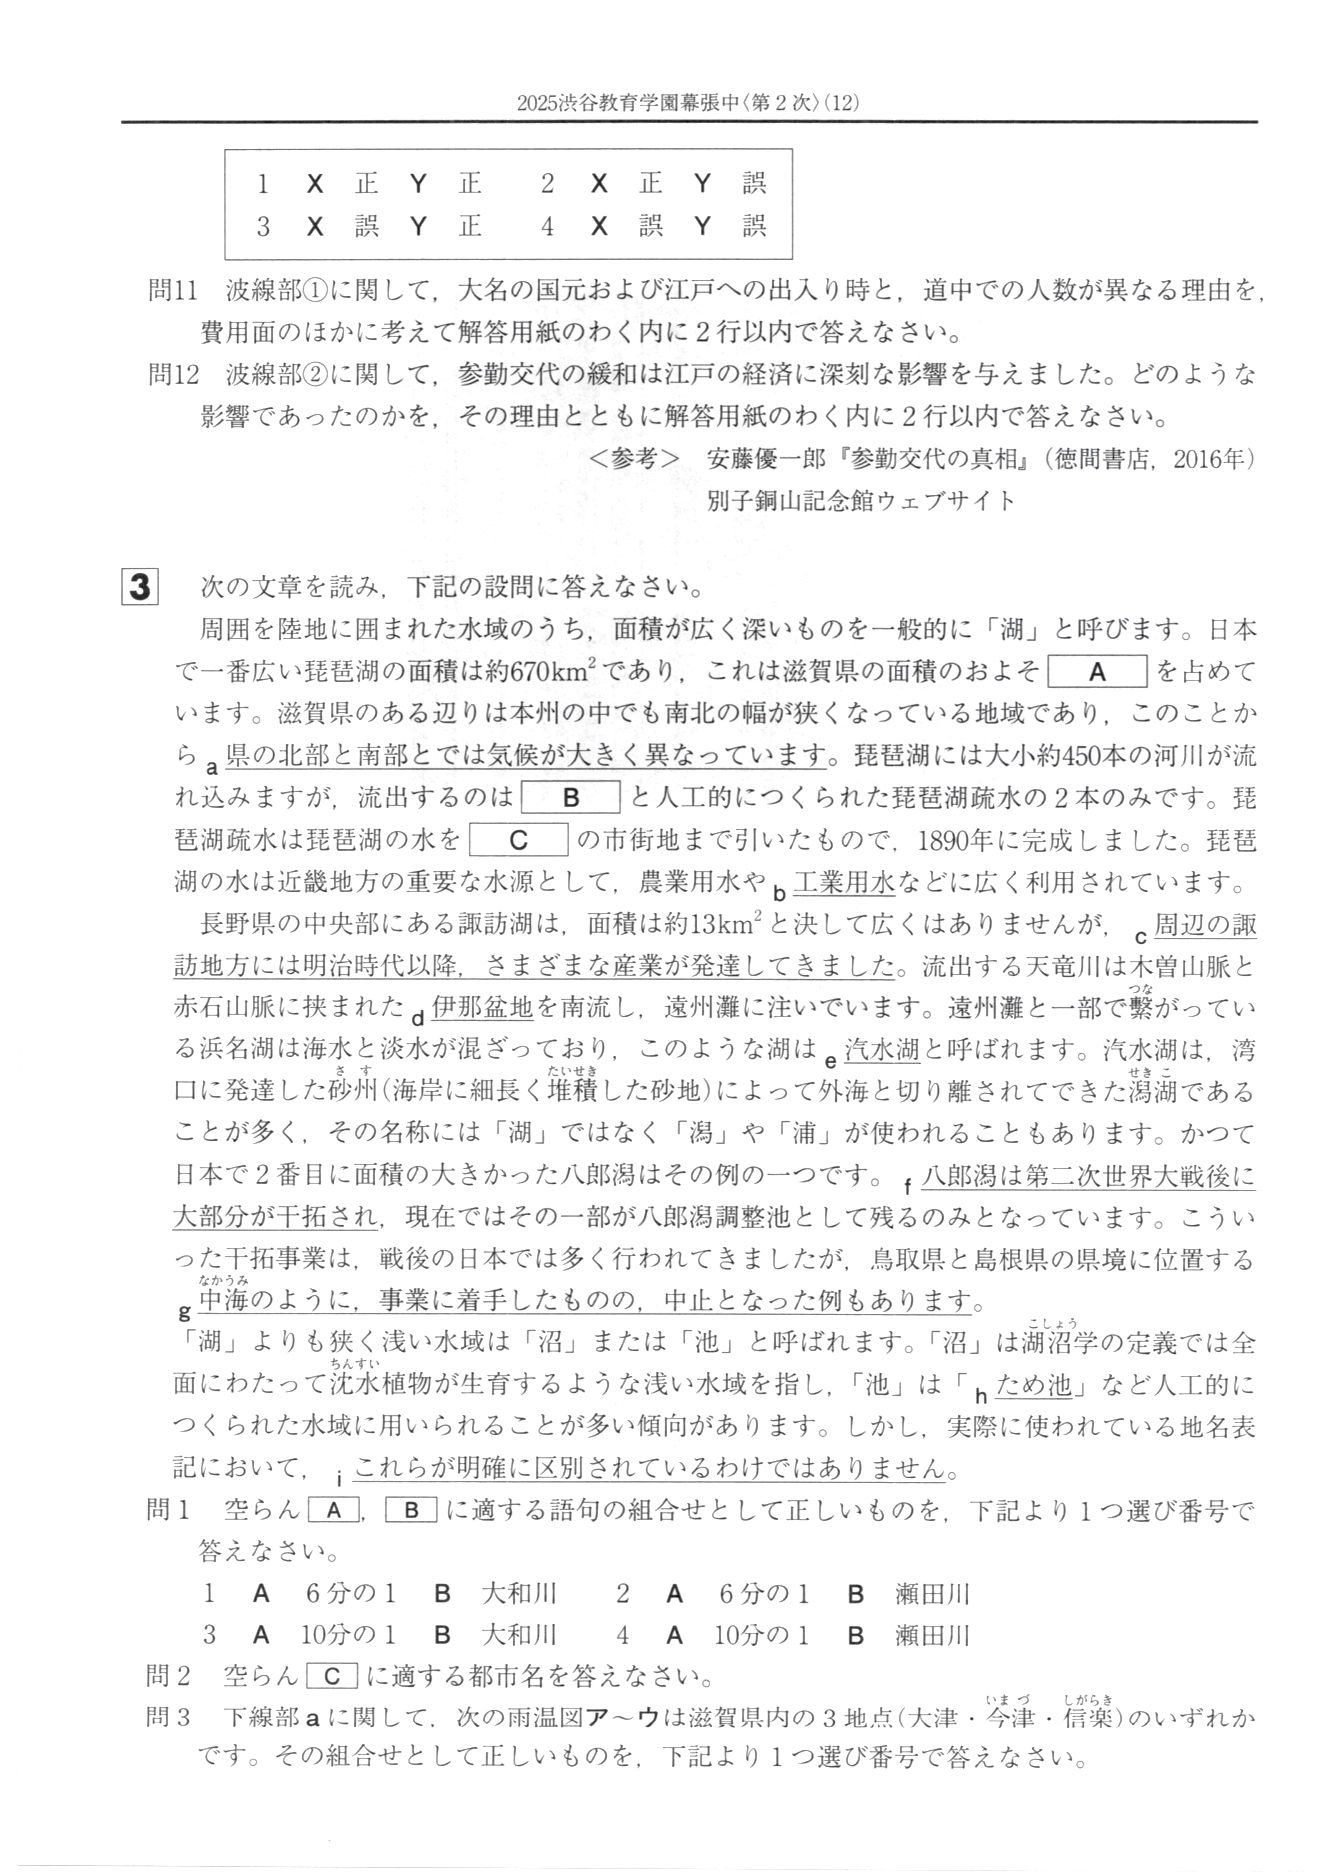 2025渋谷教育学園幕張中〈第2次〉(12)
1 X 正 Y 正 2 X 正 Y 誤
3 X 誤 Y 正 4 X 誤 Y 誤
問11 波線部①に関して，大名の国元および江戸への出入り時と，道中での人数が異なる理由を，
費用面のほかに考えて解答用紙のわく内に2行以内で答えなさい。
問12 波線部②に関して，参勤交代の緩和は江戸の経済に深刻な影響を与えました。どのような
影響であったのかを，その理由とともに解答用紙のわく内に2行以内で答えなさい。
＜参考＞ 安藤優一郎『参勤交代の真相』（徳間書店，2016年）
別子銅山記念館ウェブサイト
3 次の文章を読み，下記の設問に答えなさい。
周囲を陸地に囲まれた水域のうち，面積が広く深いものを一般的に「湖」と呼びます。日本
で一番広い琵琶湖の面積は約670km²であり，これは滋賀県の面積のおよそ A を占めて
います。滋賀県のある辺りは本州の中でも南北の幅が狭くなっている地域であり，このことか
ら a 県の北部と南部とでは気候が大きく異なっています。琵琶湖には大小約450本の河川が流
れ込みますが，流出するのは B と人工的につくられた琵琶湖疏水の2本のみです。琵
琶湖疏水は琵琶湖の水を C の市街地まで引いたもので，1890年に完成しました。琵琶
湖の水は近畿地方の重要な水源として，農業用水や b 工業用水などに広く利用されています。
長野県の中央部にある諏訪湖は，面積は約13km²と決して広くはありませんが， c 周辺の諏
訪地方には明治時代以降，さまざまな産業が発達してきました。流出する天竜川は木曽山脈と
赤石山脈に挟まれた d 伊那盆地を南流し，遠州灘に注いでいます。遠州灘と一部で繫がってい
つな
る浜名湖は海水と淡水が混ざっており，このような湖は e 汽水湖と呼ばれます。汽水湖は，湾
さす たいせき せきこ
口に発達した砂州(海岸に細長く堆積した砂地)によって外海と切り離されてできた潟湖である
ことが多く，その名称には「湖」ではなく「潟」や「浦」が使われることもあります。かつて
日本で2番目に面積の大きかった八郎潟はその例の一つです。 f 八郎潟は第二次世界大戦後に
大部分が干拓され，現在ではその一部が八郎潟調整池として残るのみとなっています。こうい
った干拓事業は，戦後の日本では多く行われてきましたが，鳥取県と島根県の県境に位置する
なかうみ
g 中海のように，事業に着手したものの，中止となった例もあります。
こしょう
「湖」よりも狭く浅い水域は「沼」または「池」と呼ばれます。「沼」は湖沼学の定義では全
ちんすい
面にわたって沈水植物が生育するような浅い水域を指し，「池」は「 h ため池」など人工的に
つくられた水域に用いられることが多い傾向があります。しかし，実際に使われている地名表
記において， i これらが明確に区別されているわけではありません。
問1 空らん A ， B に適する語句の組合せとして正しいものを，下記より1つ選び番号で
答えなさい。
1 A 6分の1 B 大和川 2 A 6分の1 B 瀬田川
3 A 10分の1 B 大和川 4 A 10分の1 B 瀬田川
問2 空らん C に適する都市名を答えなさい。
いまづ しがらき
問3 下線部aに関して，次の雨温図ア～ウは滋賀県内の3地点(大津・今津・信楽)のいずれか
です。その組合せとして正しいものを，下記より1つ選び番号で答えなさい。